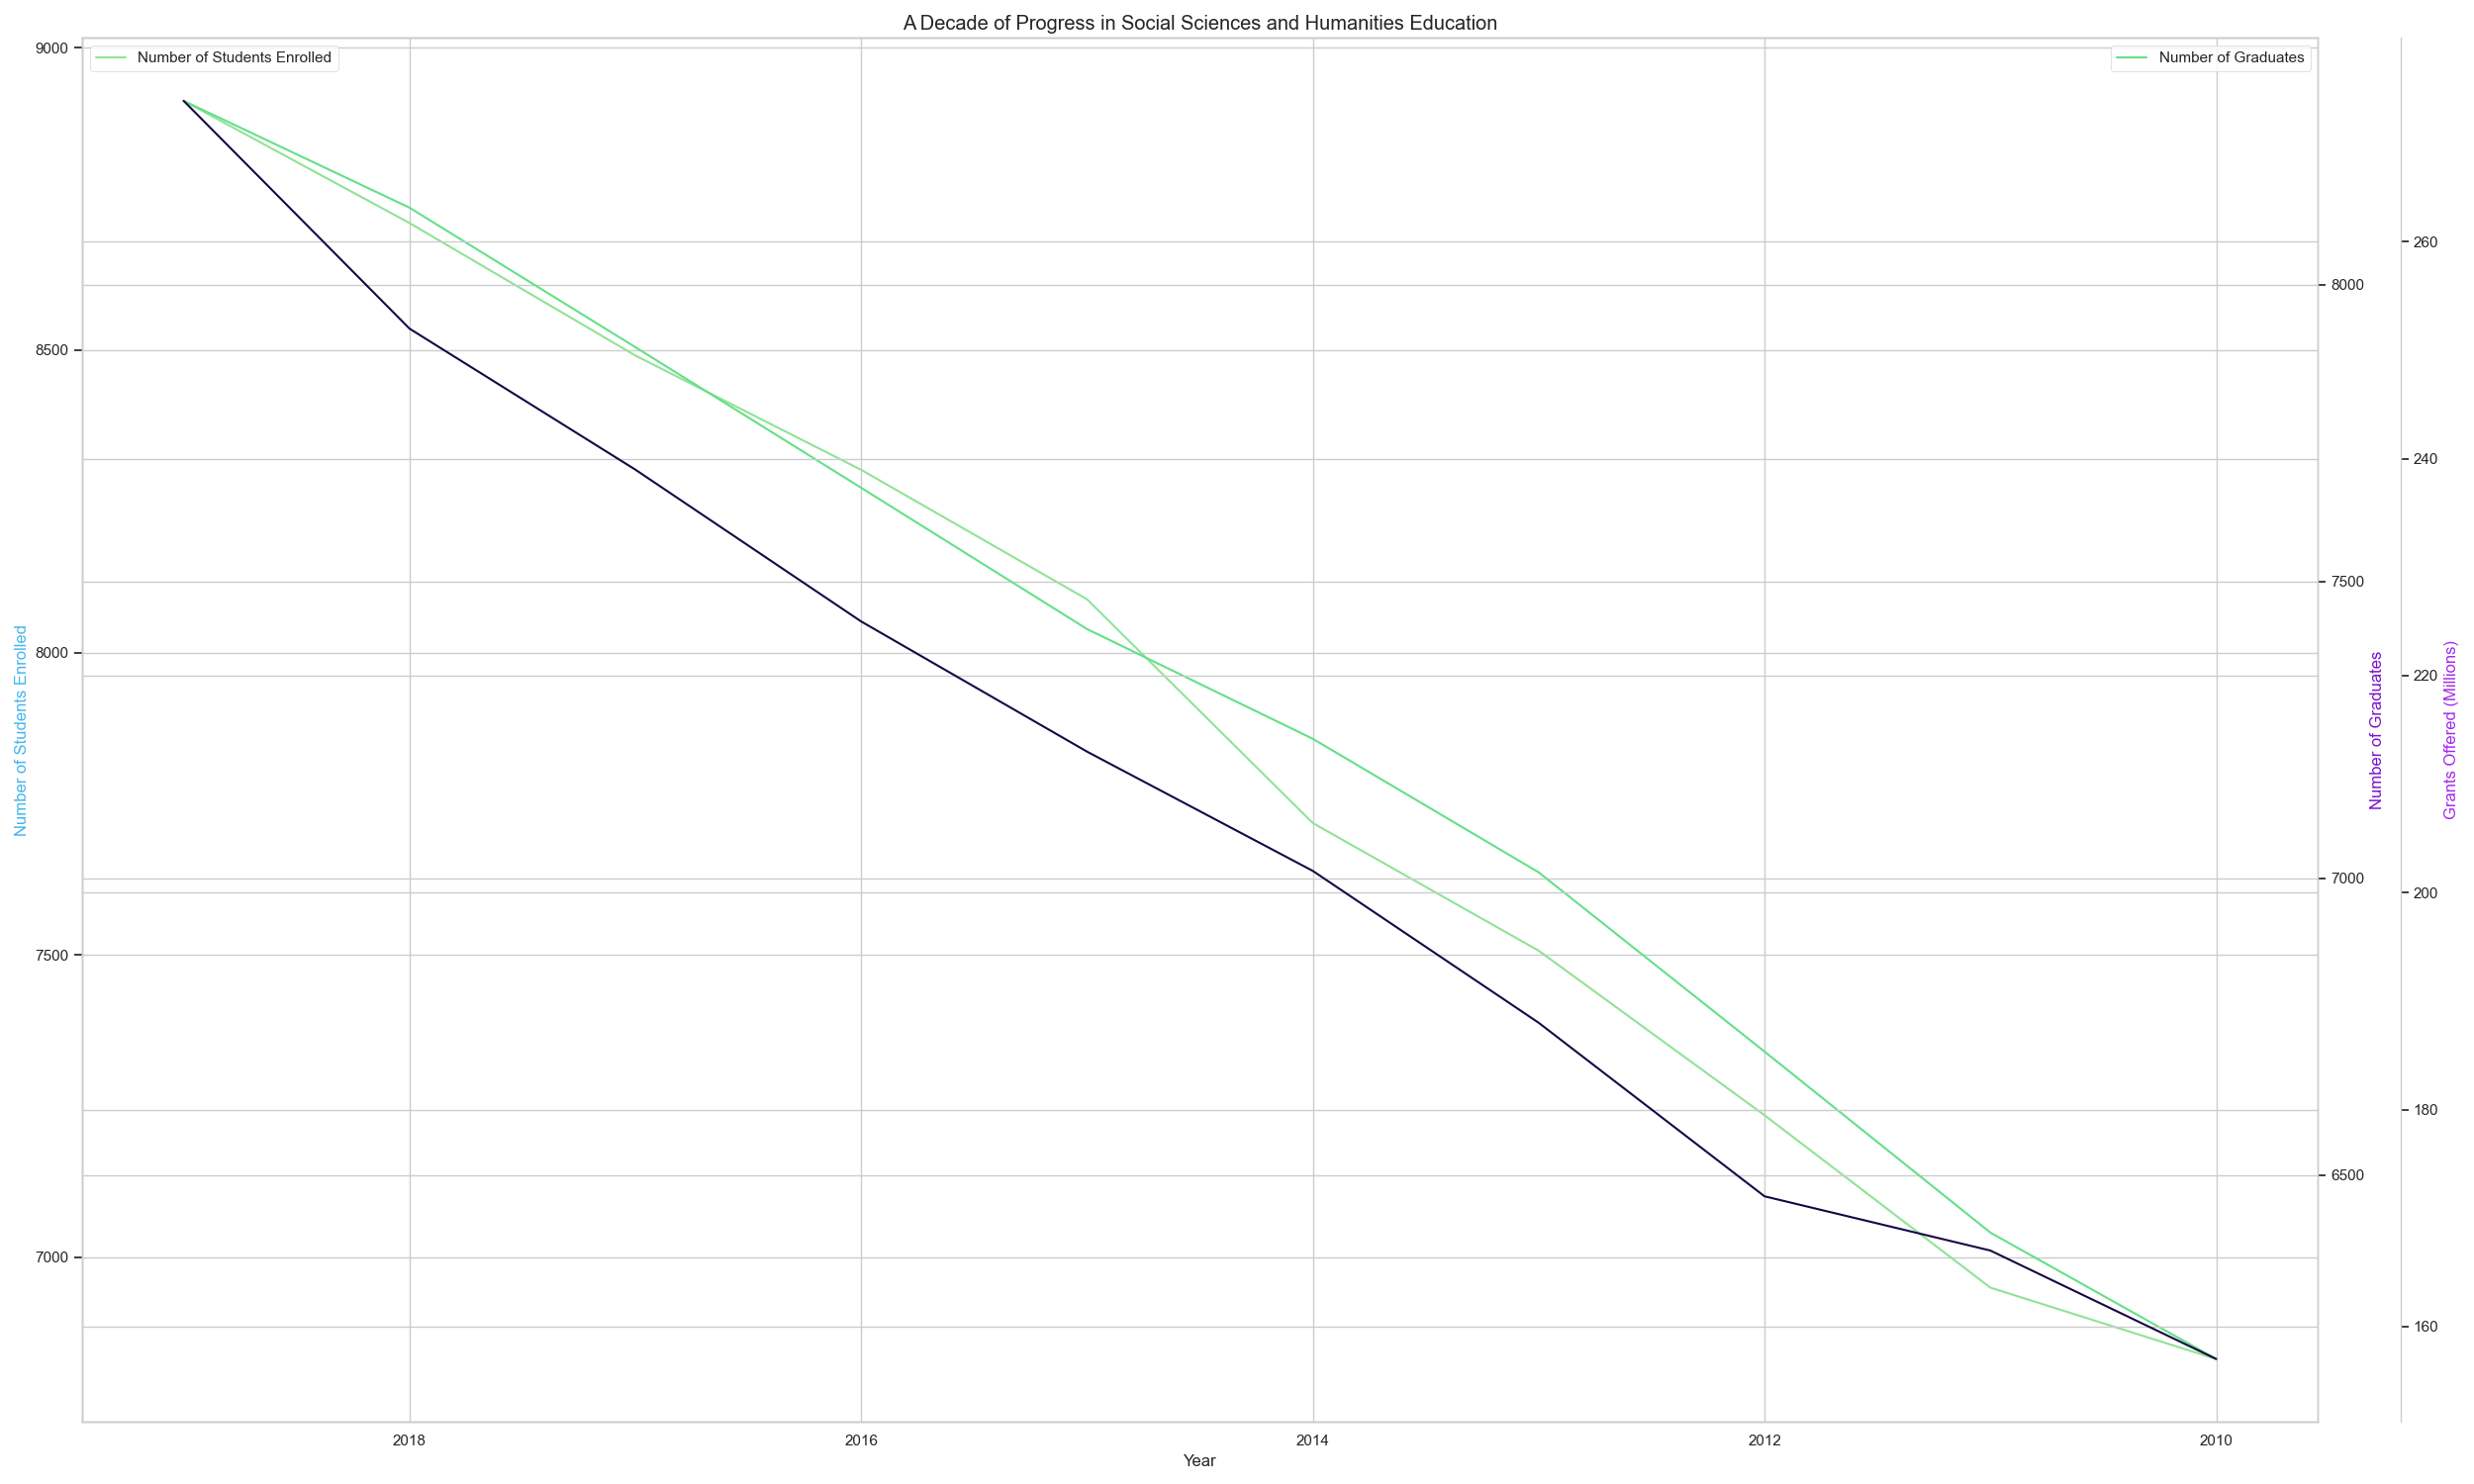 A Decade of Progress in Social Sciences and Humanities Education
Number of Students Enrolled
Number of Graduates
9000
8500
8000
7500
7000
Number of Students Enrolled
8000
7500
7000
6500
Number of Graduates
260
240
220
200
180
160
Grants Offered (Millions)
2018 2016 2014 2012 2010
Year